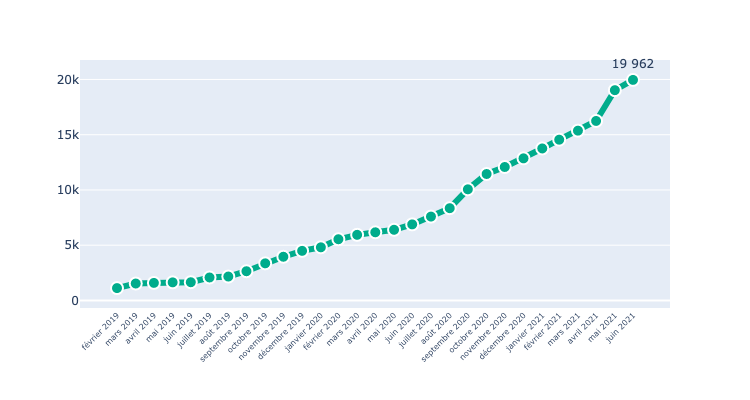 19 962
20k
15k
10k
5k
0
février 2019
mars 2019
avril 2019
mai 2019
juin 2019
juillet 2019
août 2019
septembre 2019
octobre 2019
novembre 2019
décembre 2019
janvier 2020
février 2020
mars 2020
avril 2020
mai 2020
juin 2020
juillet 2020
août 2020
septembre 2020
octobre 2020
novembre 2020
décembre 2020
janvier 2021
février 2021
mars 2021
avril 2021
mai 2021
juin 2021